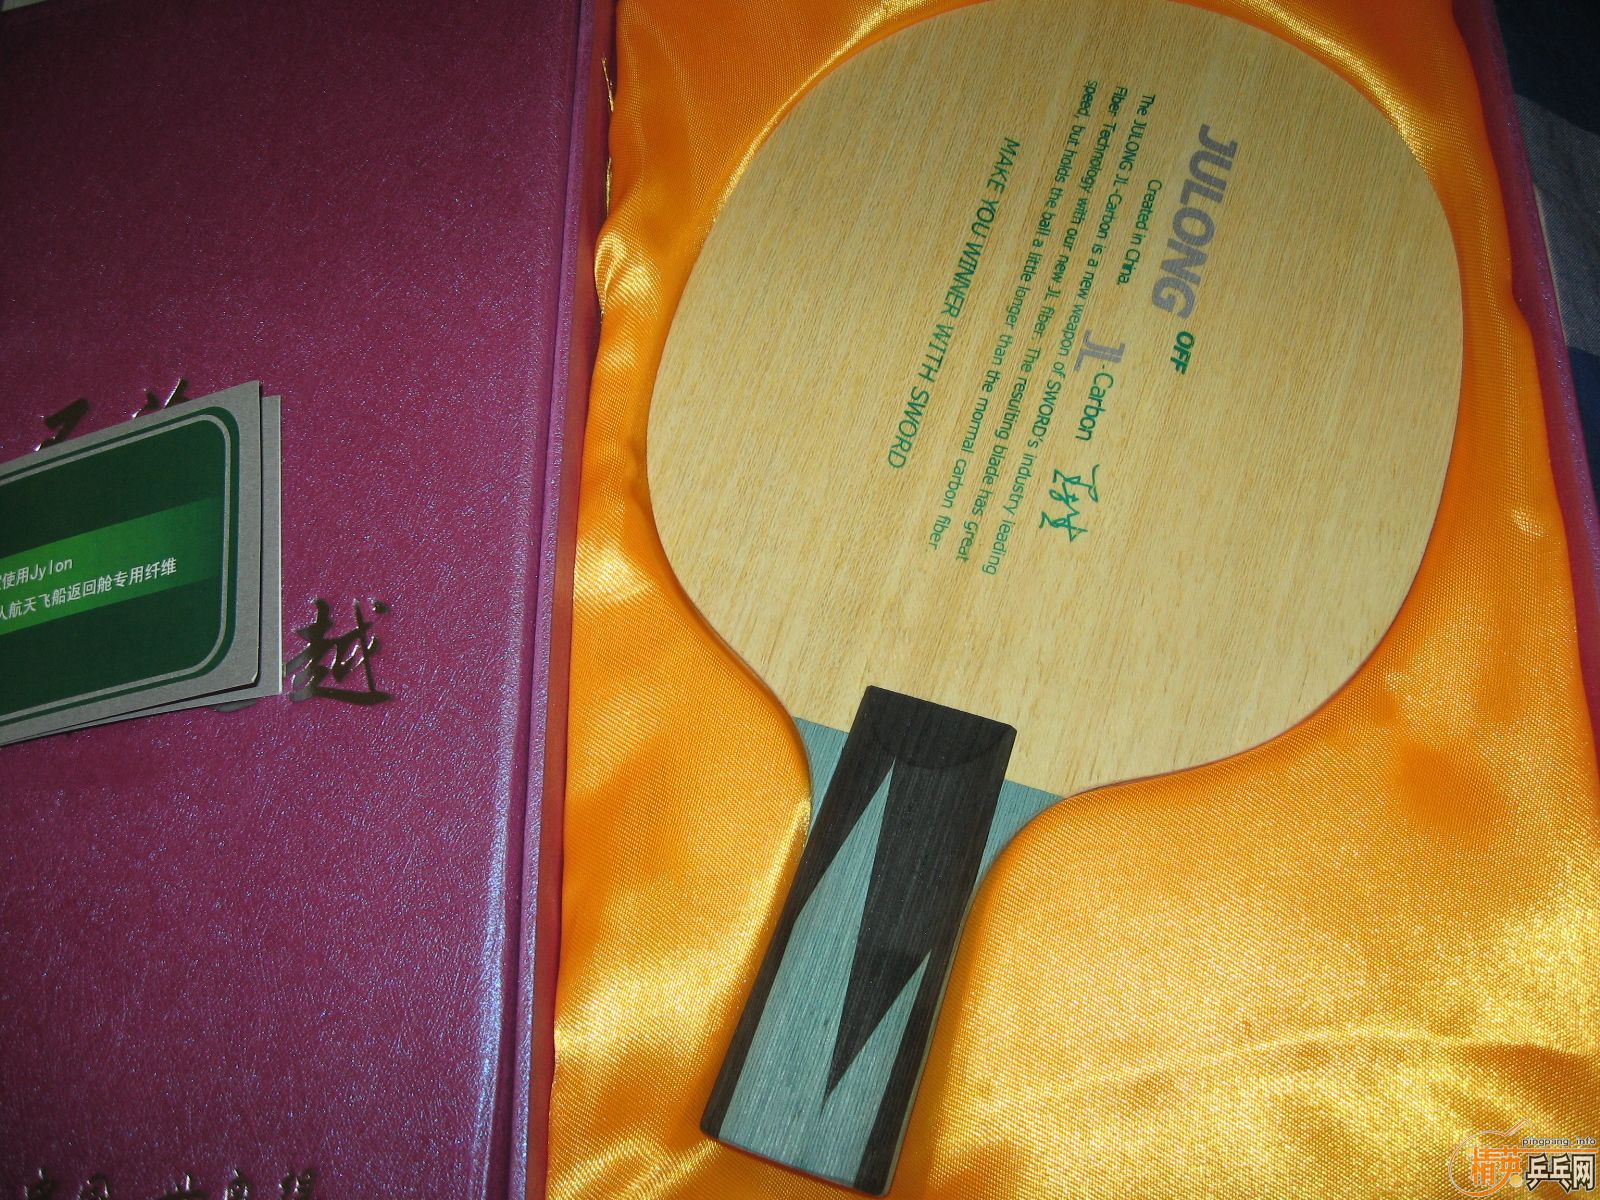 JULONG OFF
Created in China. JL-Carbon
The JULONG JL-Carbon is a new weapon of SWORD's industry leading
Fiber Technology with our new JL fiber. The resulting blade has great
speed, but holds the ball a little longer than the mormal carbon fiber
MAKE YOU WINNER WITH SWORD
使用Jylon
人航天飞船返回舱专用纤维
越
pingpang.info
精英乒乓网